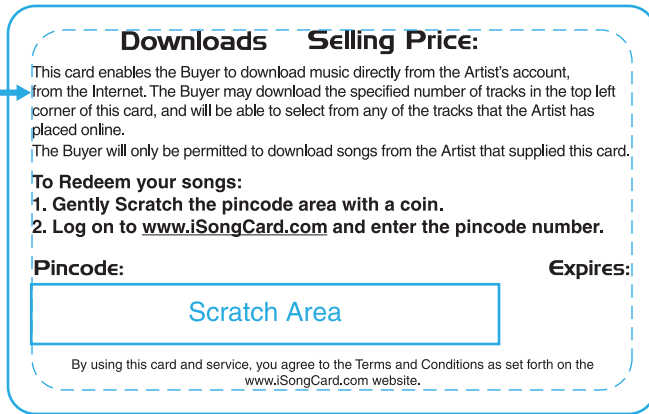 Downloads Selling Price:
This card enables the Buyer to download music directly from the Artist's account,
from the Internet. The Buyer may download the specified number of tracks in the top left
corner of this card, and will be able to select from any of the tracks that the Artist has
placed online.
The Buyer will only be permitted to download songs from the Artist that supplied this card.
To Redeem your songs:
1. Gently Scratch the pincode area with a coin.
2. Log on to www.iSongCard.com and enter the pincode number.
Pincode: Expires:
Scratch Area
By using this card and service, you agree to the Terms and Conditions as set forth on the
www.iSongCard.com website.